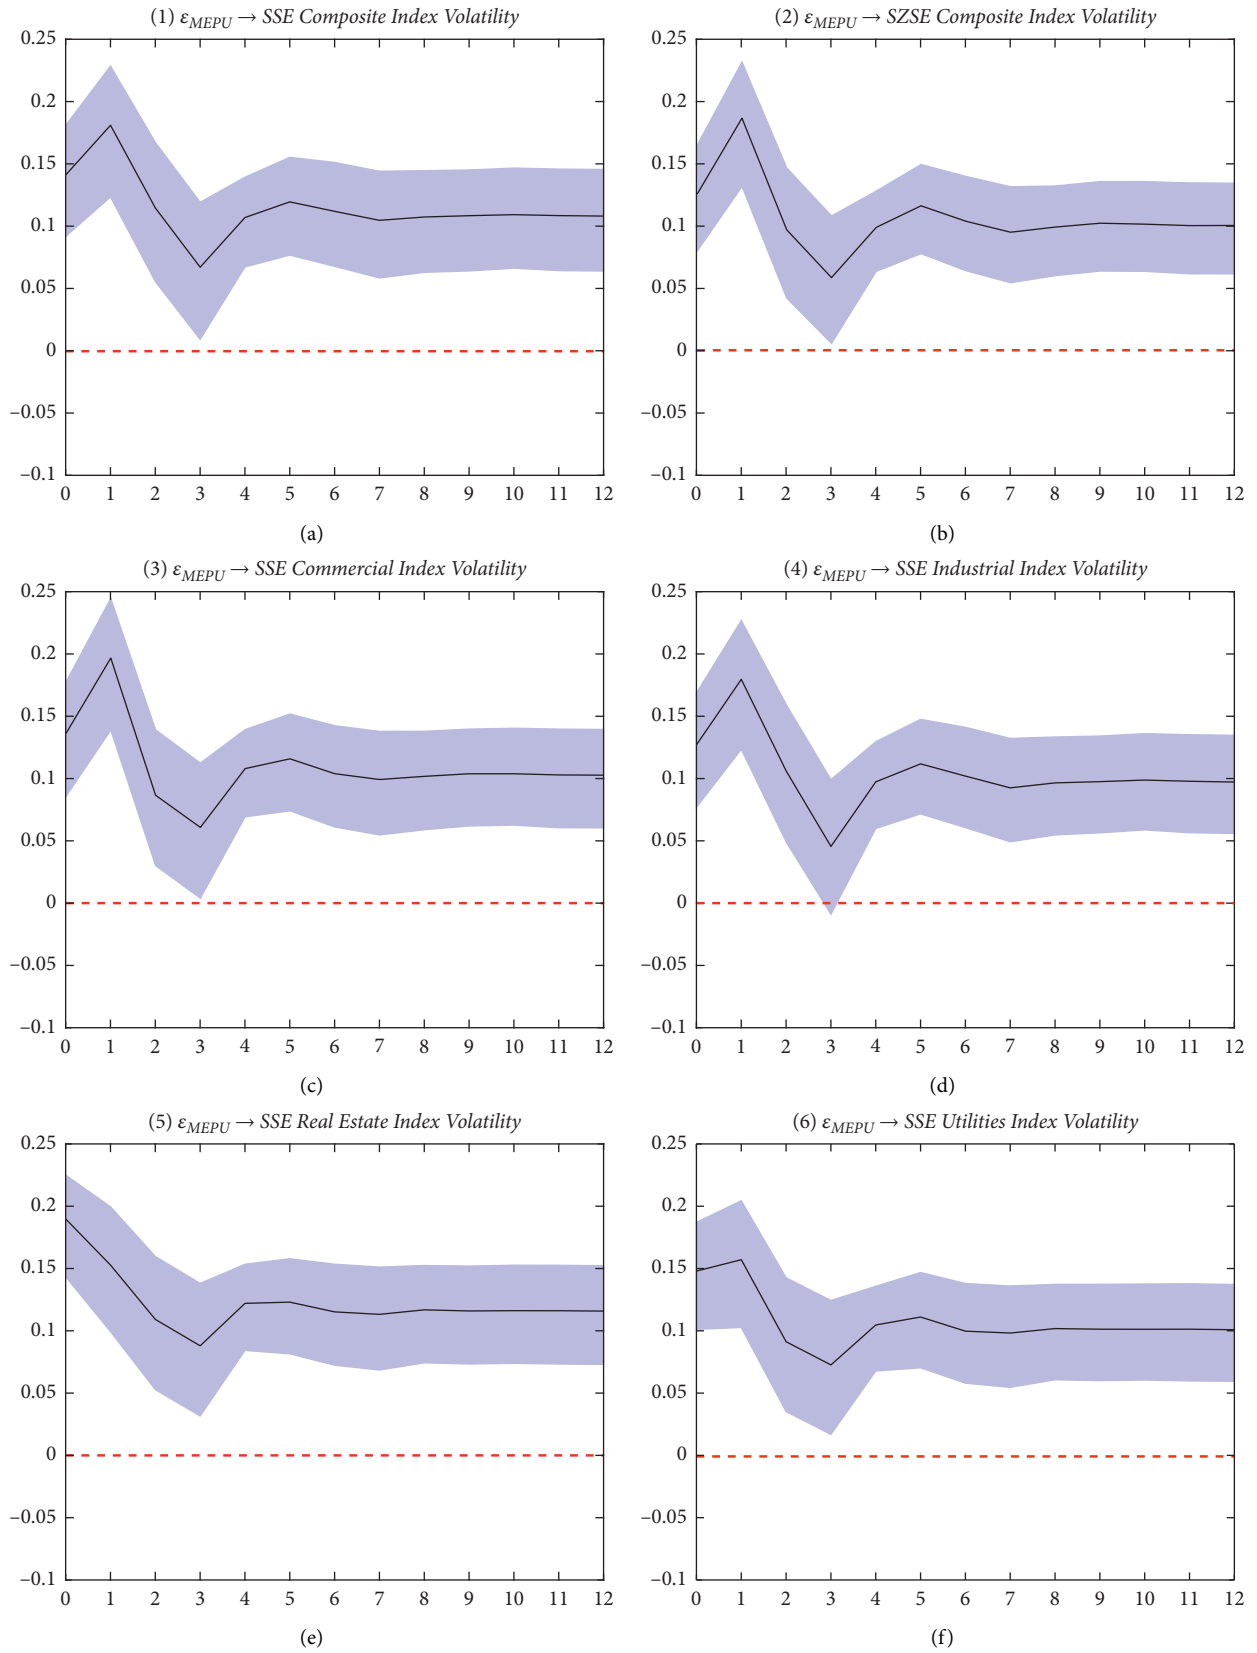 (1) ε_MEPU → SSE Composite Index Volatility
0.25
0.2
0.15
0.1
0.05
0
–0.05
–0.1
0 1 2 3 4 5 6 7 8 9 10 11 12
(a)
(2) ε_MEPU → SZSE Composite Index Volatility
0.25
0.2
0.15
0.1
0.05
0
–0.05
–0.1
0 1 2 3 4 5 6 7 8 9 10 11 12
(b)
(3) ε_MEPU → SSE Commercial Index Volatility
0.25
0.2
0.15
0.1
0.05
0
–0.05
–0.1
0 1 2 3 4 5 6 7 8 9 10 11 12
(c)
(4) ε_MEPU → SSE Industrial Index Volatility
0.25
0.2
0.15
0.1
0.05
0
–0.05
–0.1
0 1 2 3 4 5 6 7 8 9 10 11 12
(d)
(5) ε_MEPU → SSE Real Estate Index Volatility
0.25
0.2
0.15
0.1
0.05
0
–0.05
–0.1
0 1 2 3 4 5 6 7 8 9 10 11 12
(e)
(6) ε_MEPU → SSE Utilities Index Volatility
0.25
0.2
0.15
0.1
0.05
0
–0.05
–0.1
0 1 2 3 4 5 6 7 8 9 10 11 12
(f)